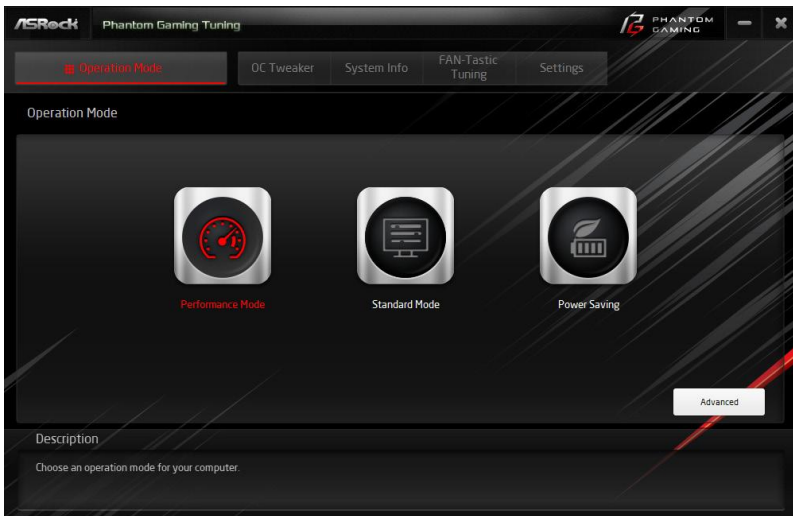 ASRock
Phantom Gaming Tuning
PHANTOM
GAMING
Operation Mode
OC Tweaker
System Info
FAN-Tastic
Tuning
Settings
Operation Mode
Performance Mode
Standard Mode
Power Saving
Advanced
Description
Choose an operation mode for your computer.